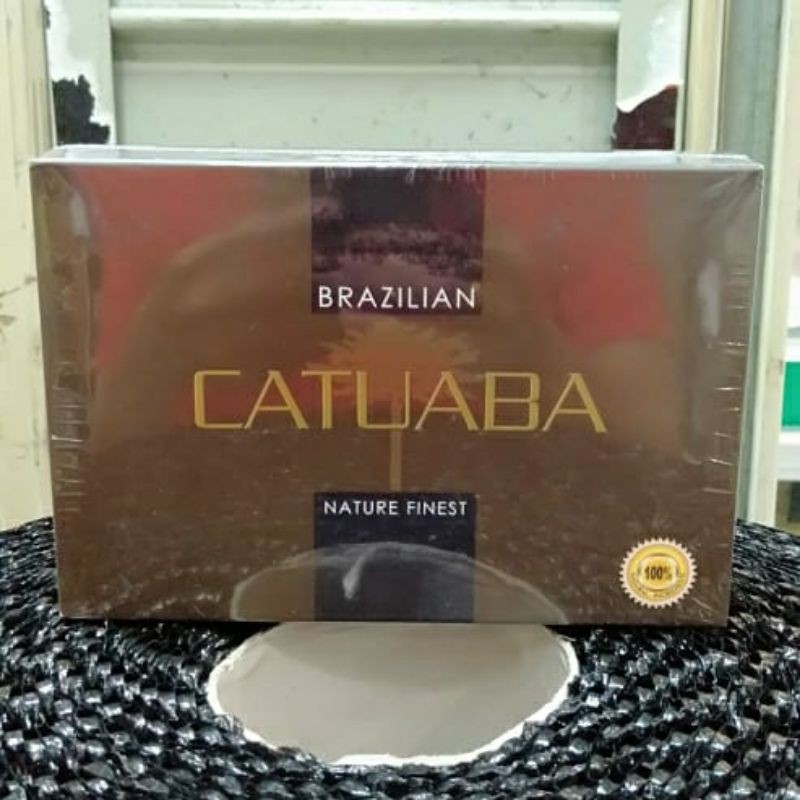 BRAZILIAN
CATUABA
NATURE FINEST
100%